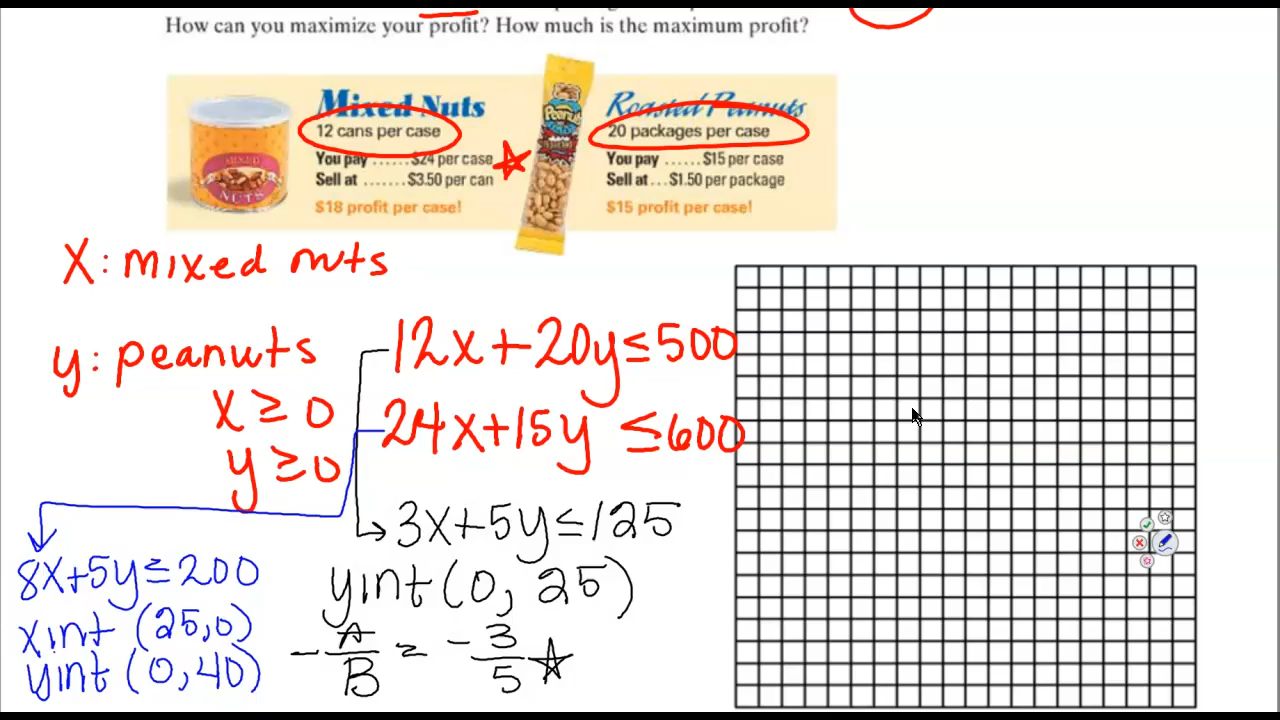 How can you maximize your profit? How much is the maximum profit?
Mixed Nuts
12 cans per case
You pay ......$24 per case
Sell at .......$3.50 per can
$18 profit per case!
Roasted Peanuts
20 packages per case
You pay ......$15 per case
Sell at ...$1.50 per package
$15 profit per case!
MIXED
NUTS
Peanuts
X: mixed nuts
y: peanuts
x ≥ 0
y ≥ 0
12x+20y≤500
24x+15y ≤600
3x+5y≤125
yint (0, 25)
-A/B = -3/5
8x+5y≤200
xint (25,0)
yint (0,40)